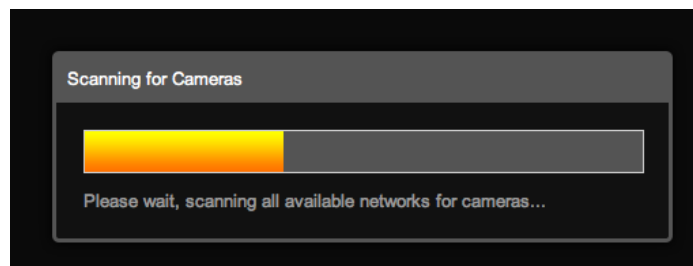 Scanning for Cameras
Please wait, scanning all available networks for cameras...